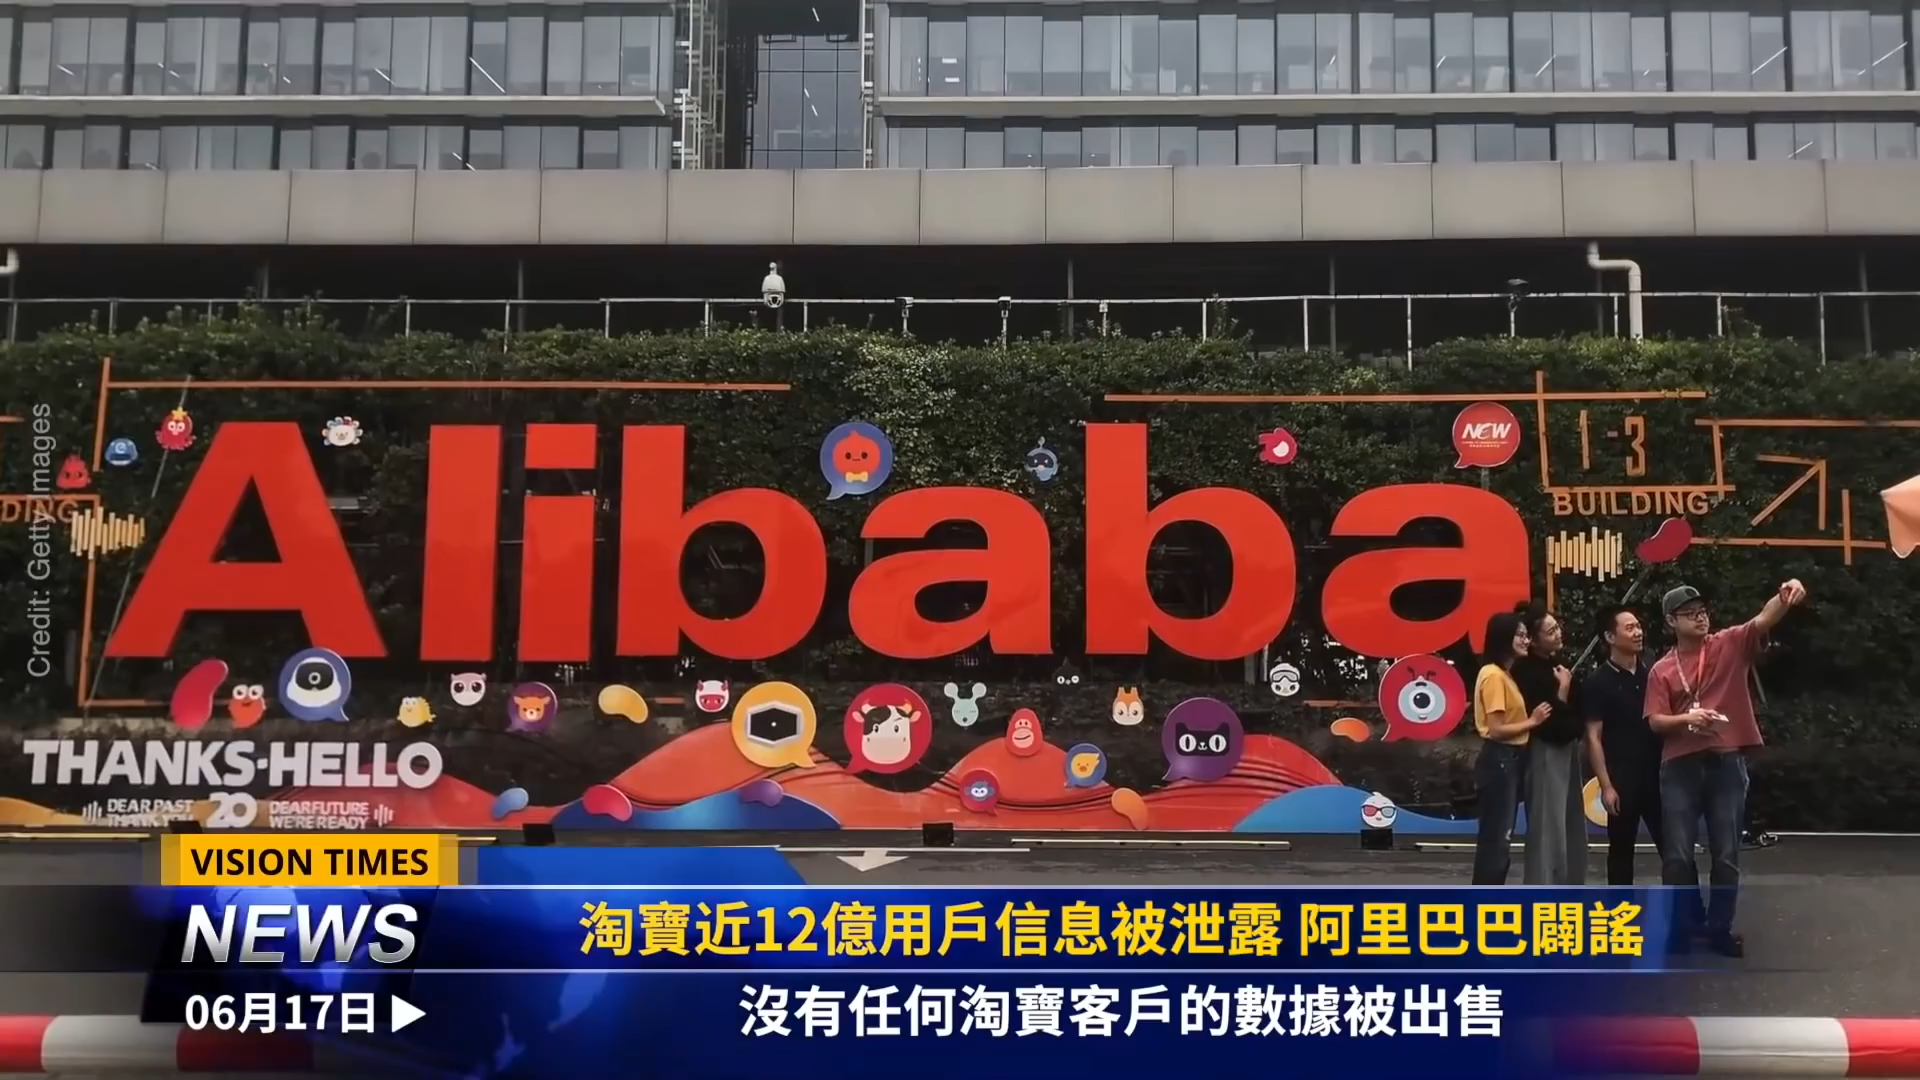 Credit: Getty Images
Alibaba
NEW
1-3
BUILDING
DING
THANKS·HELLO
DEAR PAST
THANK YOU
20
DEAR FUTURE
WE'RE READY
VISION TIMES
NEWS
淘寶近12億用戶信息被泄露 阿里巴巴闢謠
06月17日
沒有任何淘寶客戶的數據被出售